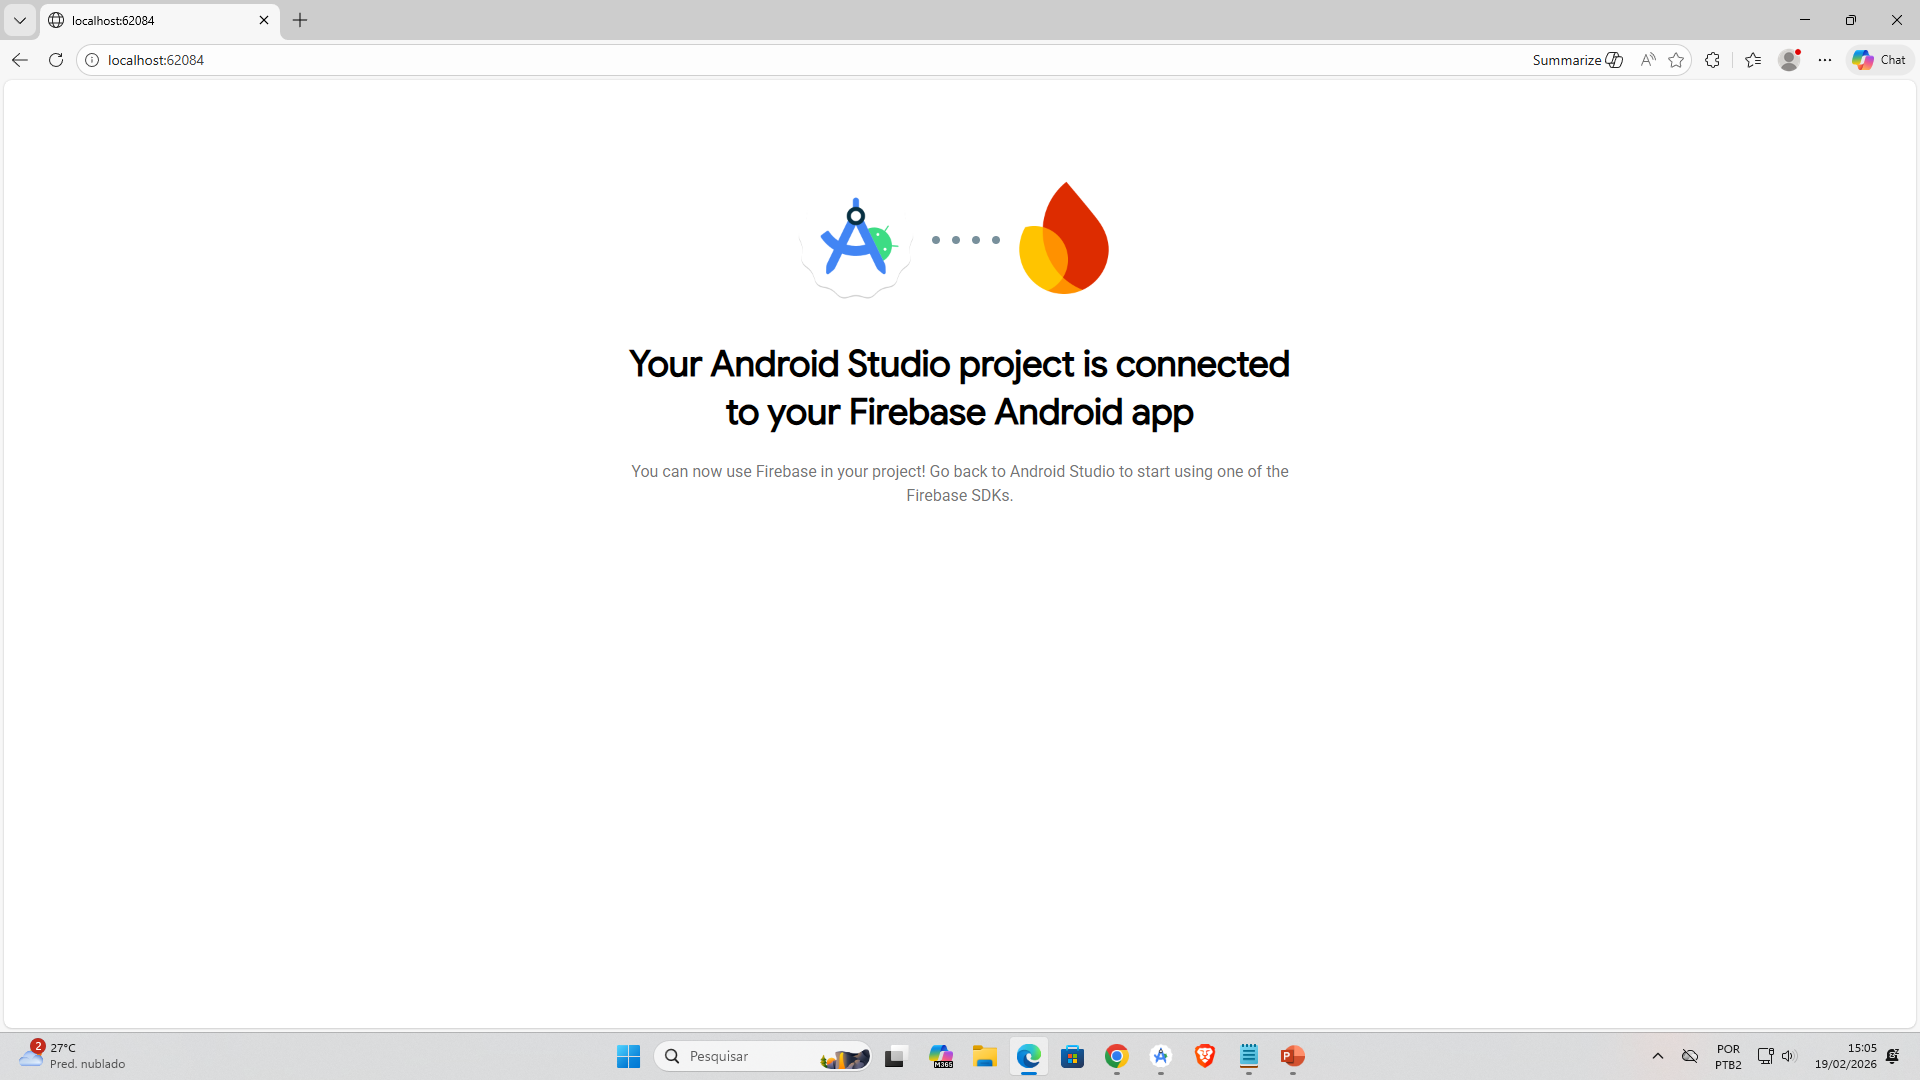 localhost:62084
localhost:62084
Summarize
Chat
Your Android Studio project is connected
to your Firebase Android app
You can now use Firebase in your project! Go back to Android Studio to start using one of the
Firebase SDKs.
2
27°C
Pred. nublado
Pesquisar
M365
POR
PTB2
15:05
19/02/2026